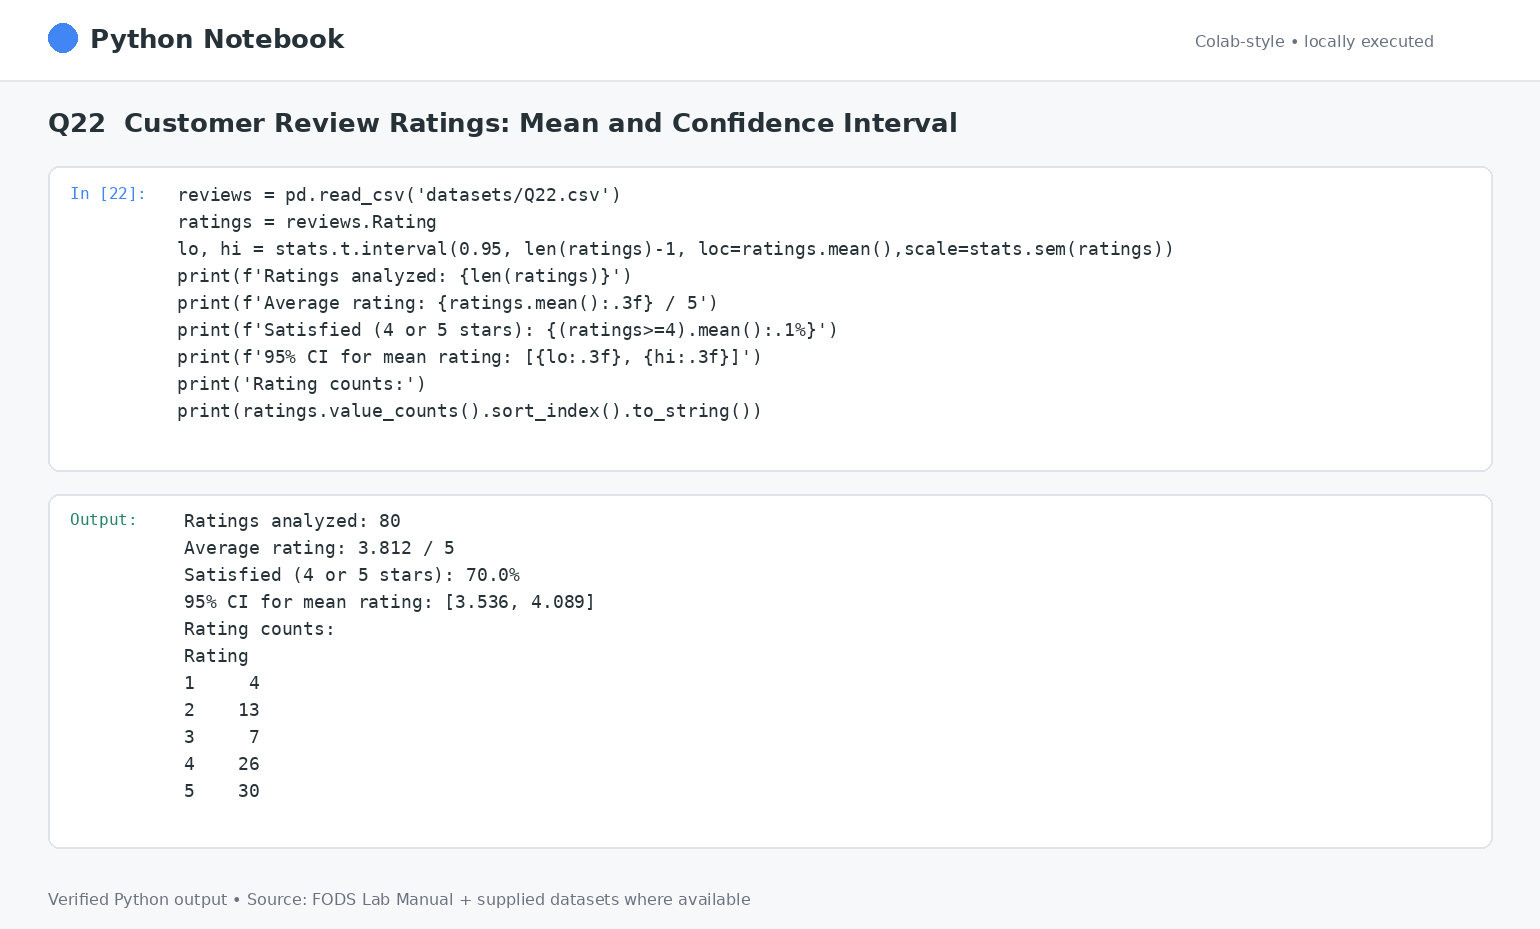 Python Notebook
Colab-style • locally executed
Q22  Customer Review Ratings: Mean and Confidence Interval
In [22]:
reviews = pd.read_csv('datasets/Q22.csv')
ratings = reviews.Rating
lo, hi = stats.t.interval(0.95, len(ratings)-1, loc=ratings.mean(),scale=stats.sem(ratings))
print(f'Ratings analyzed: {len(ratings)}')
print(f'Average rating: {ratings.mean():.3f} / 5')
print(f'Satisfied (4 or 5 stars): {(ratings>=4).mean():.1%}')
print(f'95% CI for mean rating: [{lo:.3f}, {hi:.3f}]')
print('Rating counts:')
print(ratings.value_counts().sort_index().to_string())
Output:
Ratings analyzed: 80
Average rating: 3.812 / 5
Satisfied (4 or 5 stars): 70.0%
95% CI for mean rating: [3.536, 4.089]
Rating counts:
Rating
1     4
2    13
3     7
4    26
5    30
Verified Python output • Source: FODS Lab Manual + supplied datasets where available